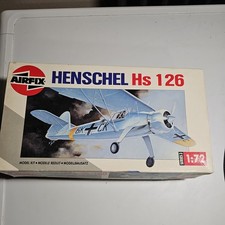 AIRFIX
HENSCHEL Hs 126
CK
MODEL KIT • MODELE REDUIT • MODELLBAUSATZ
1:72